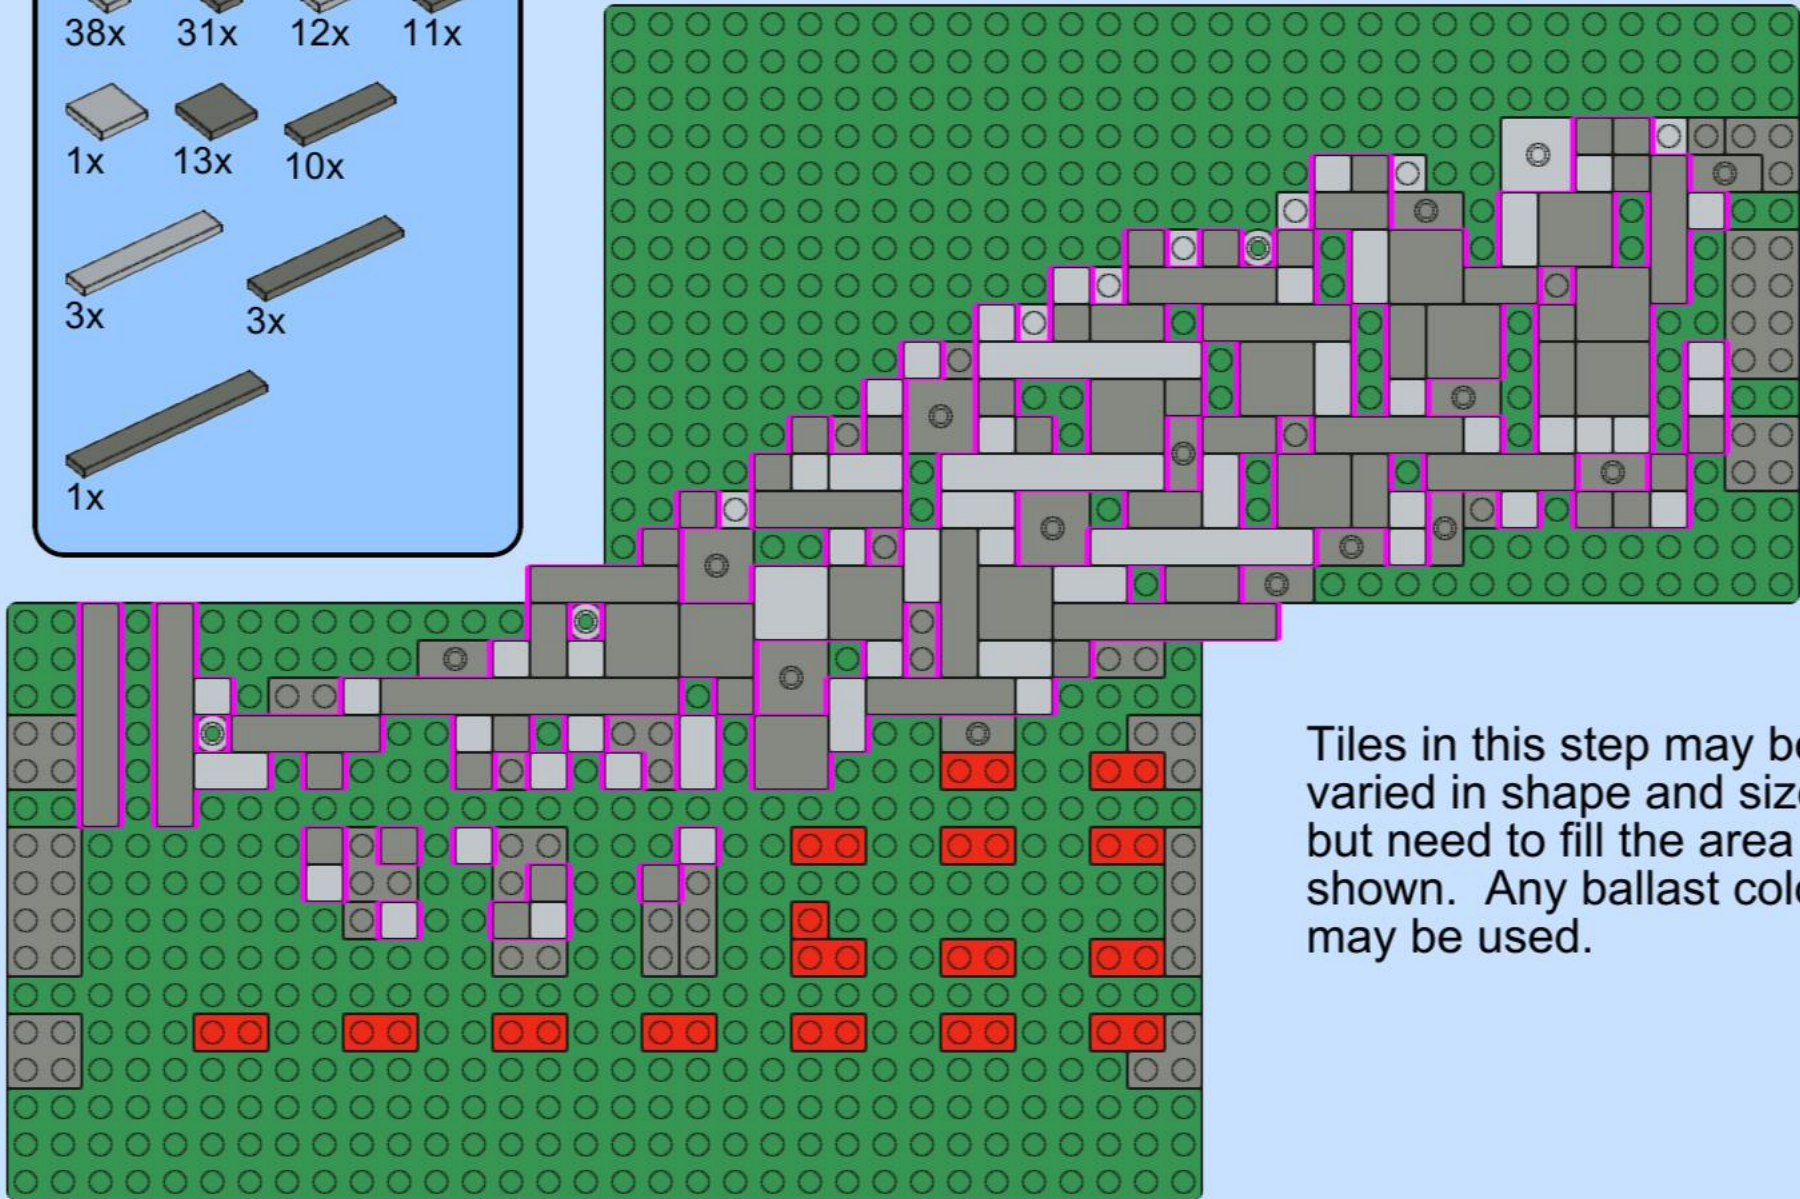 38x 31x 12x 11x
1x 13x 10x
3x 3x
1x
Tiles in this step may be
varied in shape and size
but need to fill the area
shown. Any ballast colo
may be used.